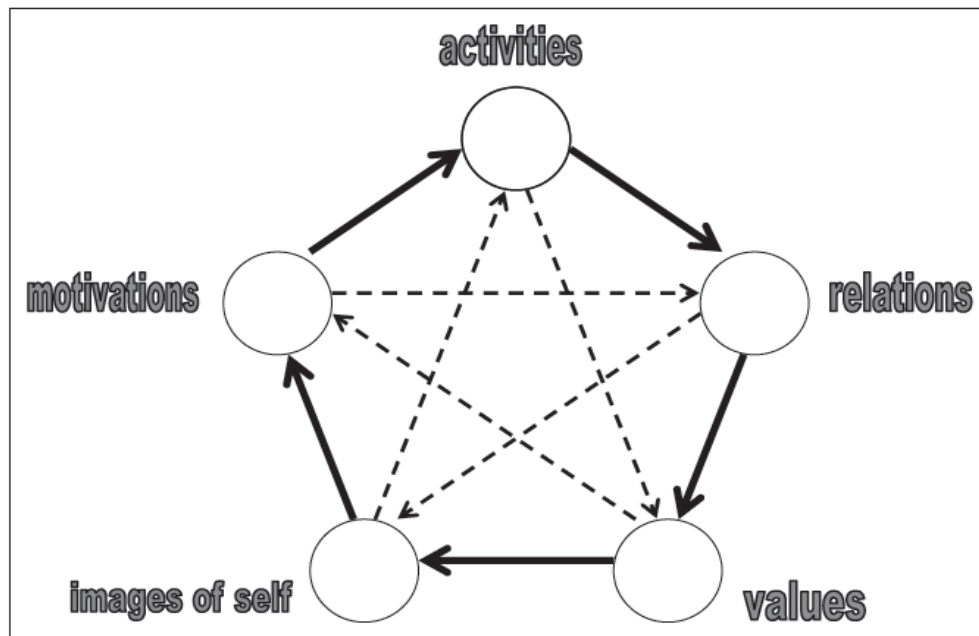 activities
motivations
relations
images of self
values